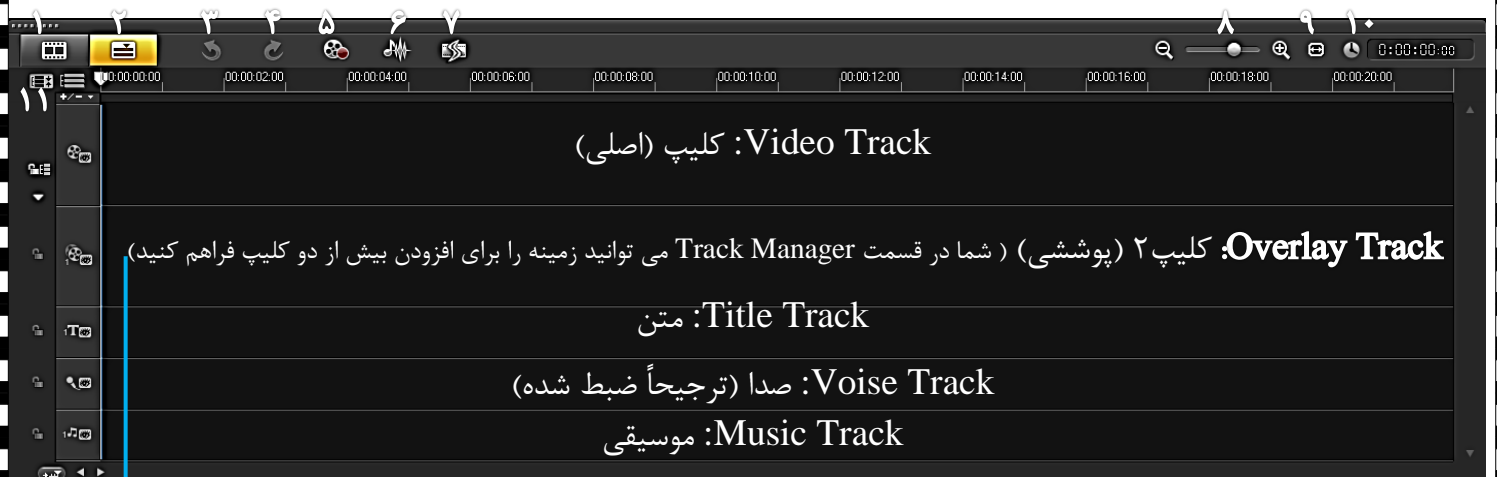 ۱ ۲ ۳ ۴ ۵ ۶ ۷ ۸ ۹ ۱۰
0:00:00:00
۱۱
00:00:00:00 00:00:02:00 00:00:04:00 00:00:06:00 00:00:08:00 00:00:10:00 00:00:12:00 00:00:14:00 00:00:16:00 00:00:18:00 00:00:20:00
+/-
Video Track: کلیپ (اصلی)
Overlay Track: کلیپ۲ (پوششی) ( شما در قسمت Track Manager می توانید زمینه را برای افزودن بیش از دو کلیپ فراهم کنید)
Title Track: متن
Voise Track: صدا (ترجیحاً ضبط شده)
Music Track: موسیقی